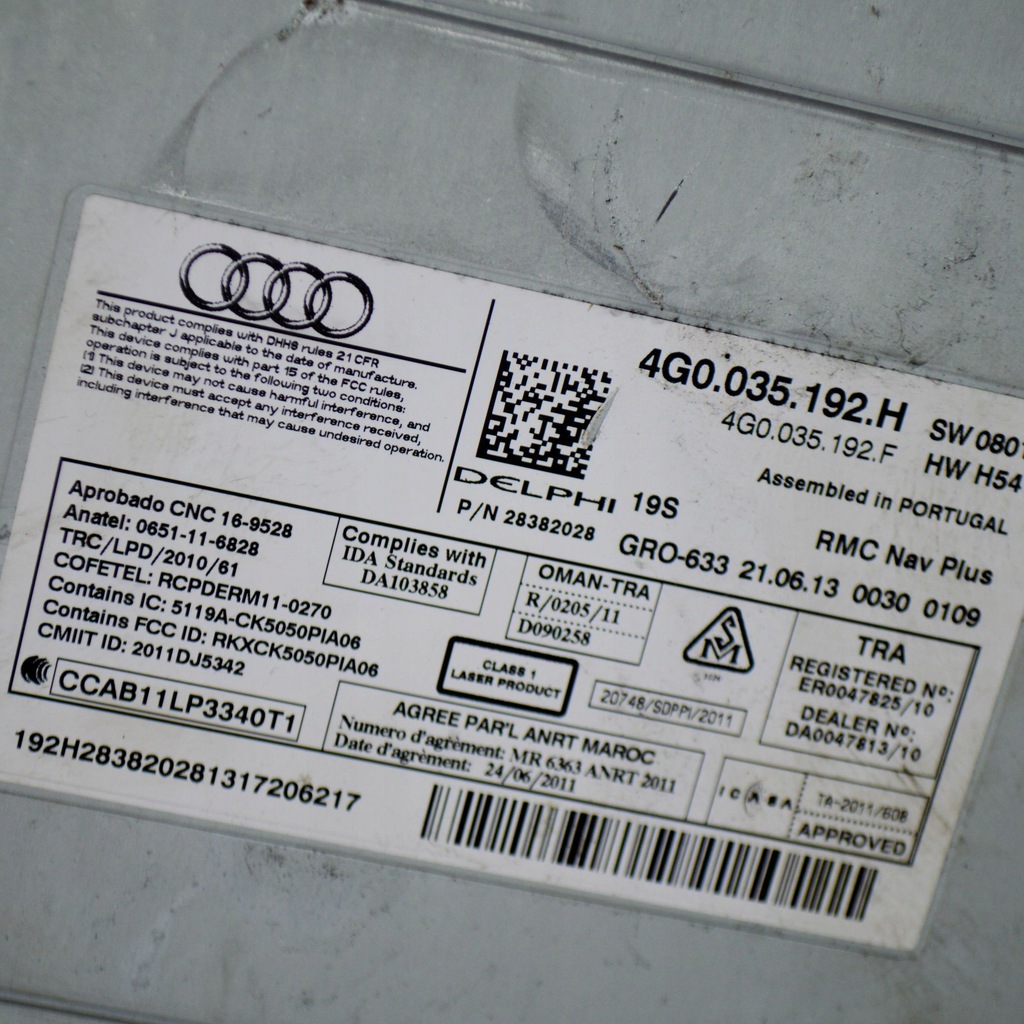 This product complies with DHHS rules 21 CFR
subchapter J applicable to the date of manufacture.
This device complies with part 15 of the FCC rules,
operation is subject to the following two conditions:
(1) This device may not cause harmful interference, and
(2) This device must accept any interference received,
including interference that may cause undesired operation.
4G0.035.192.H SW 0801
4G0.035.192.F HW H54
Assembled in PORTUGAL
DELPHI 19S
RMC Nav Plus
P/N 28382028 GRO-633 21.06.13 0030 0109
Aprobado CNC 16-9528
Anatel: 0651-11-6828
TRC/LPD/2010/61
COFETEL: RCPDERM11-0270
Contains IC: 5119A-CK5050PIA06
Contains FCC ID: RKXCK5050PIA06
CMIIT ID: 2011DJ5342
CCAB11LP3340T1
Complies with
IDA Standards
DA103858
OMAN-TRA
R/0205/11
D090258
CLASS 1
LASER PRODUCT
20748/SDPPI/2011
TRA
REGISTERED Nº:
ER0047825/10
DEALER Nº:
DA0047813/10
AGREE PAR'L ANRT MAROC
Numero d'agrèment: MR 6363 ANRT 2011
Date d'agrèment: 24/06/2011
ICASA TA-2011/608
APPROVED
192H28382028131720​6217